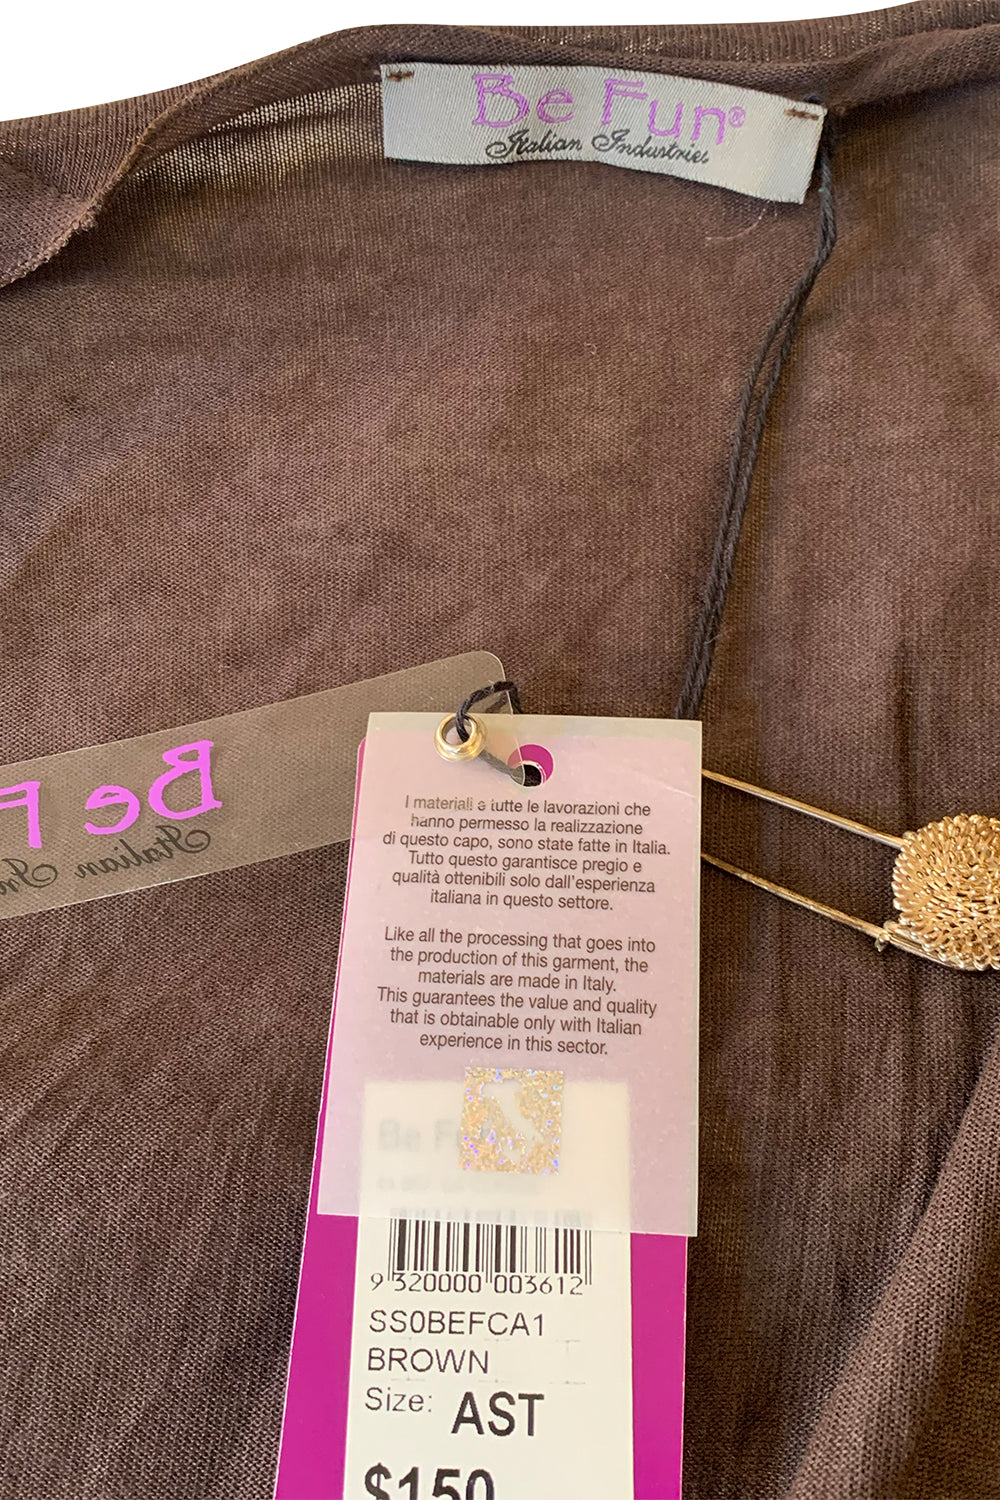 Be Fun®
Italian Industries
Be F
Italian In
I materiali e tutte le lavorazioni che
hanno permesso la realizzazione
di questo capo, sono state fatte in Italia.
Tutto questo garantisce pregio e
qualità ottenibili solo dall'esperienza
italiana in questo settore.
Like all the processing that goes into
the production of this garment, the
materials are made in Italy.
This guarantees the value and quality
that is obtainable only with Italian
experience in this sector.
Be F
9 320000 003612
SS0BEFCA1
BROWN
Size: AST
$150